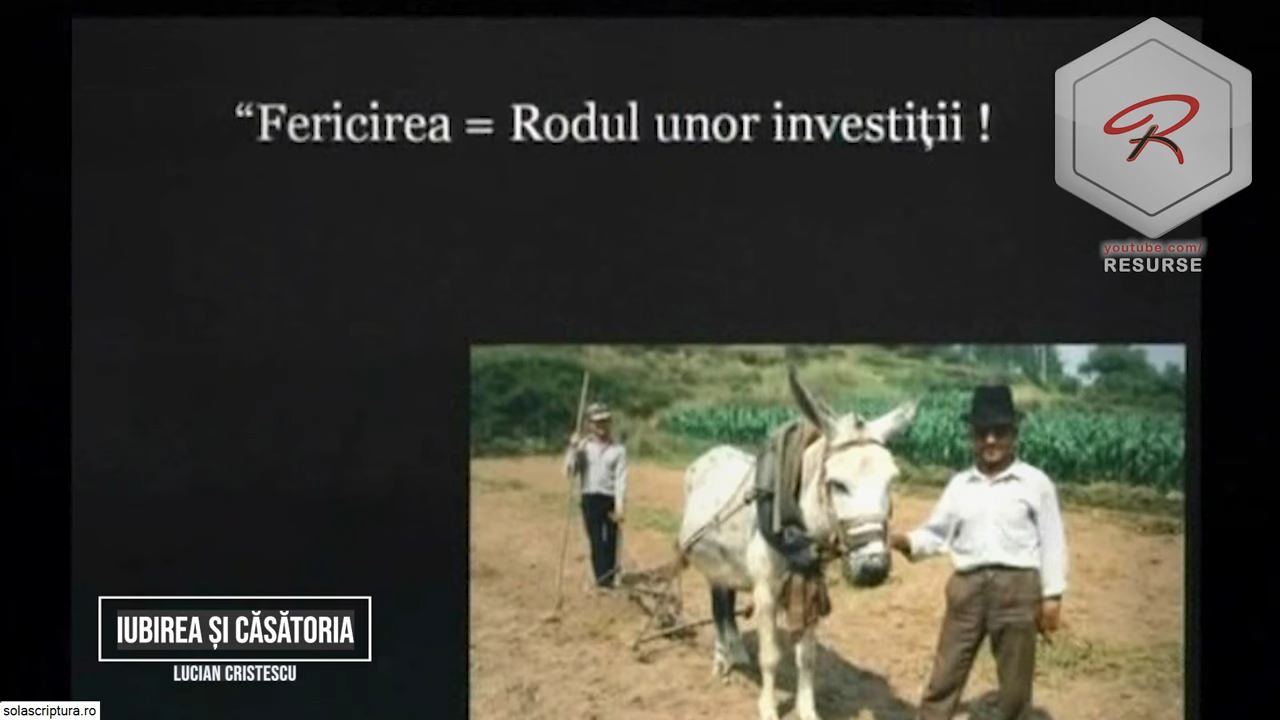 “Fericirea = Rodul unor investiţii !
R
youtube.com/
RESURSE
IUBIREA ȘI CĂSĂTORIA
LUCIAN CRISTESCU
solascriptura.ro